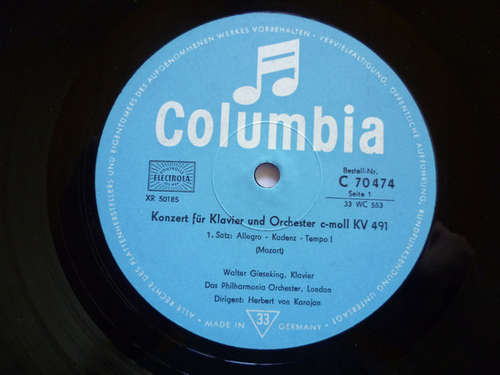 ALLE RECHTE DES PLATTENHERSTELLERS UND EIGENTÜMERS DES AUFGENOMMENEN WERKES VORBEHALTEN • VERVIELFÄLTIGUNG, ÖFFENTLICHE AUFFÜHRUNG, RUNDFUNKSENDUNG UNTERSAGT •
Columbia
ELECTROLA
XR 50185
Bestell-Nr.
C 70474
Seite 1
33 WC 553
Konzert für Klavier und Orchester c-moll KV 491
1. Satz: Allegro - Kadenz - Tempo I
(Mozart)
Walter Gieseking, Klavier
Das Philharmonia Orchester, London
Dirigent: Herbert von Karajan
MADE IN 33 GERMANY